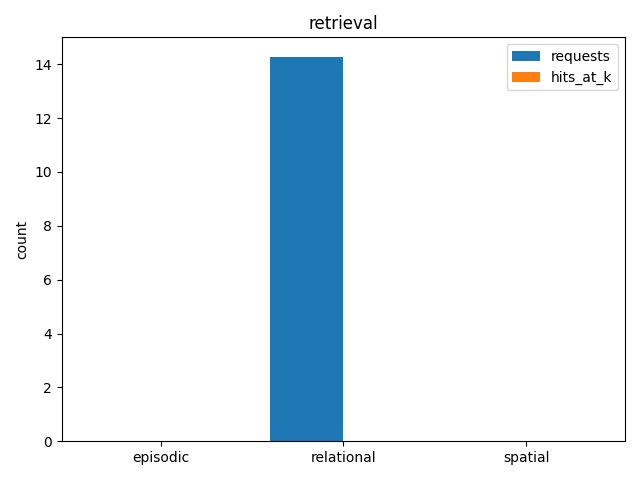 retrieval
requests
hits_at_k
14
12
10
8
6
4
2
0
count
episodic relational spatial